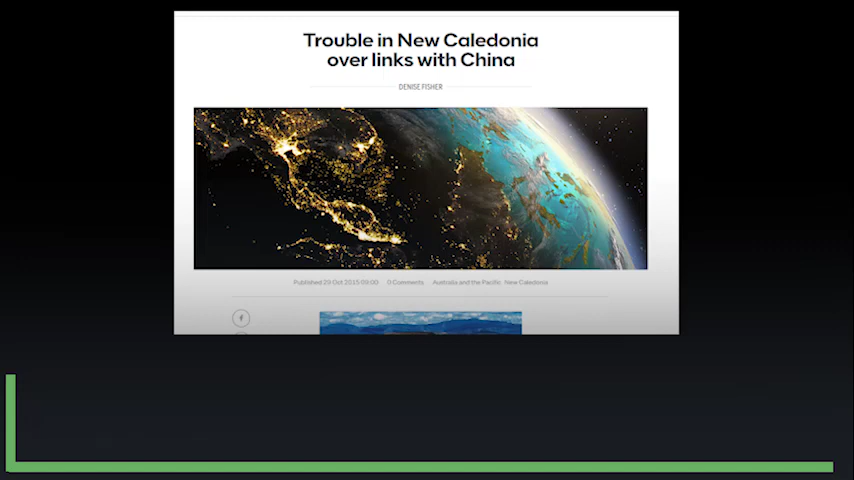 Trouble in New Caledonia
over links with China
DENISE FISHER
Published 29 Oct 2015 09:00 0 Comments Australia and the Pacific New Caledonia
f